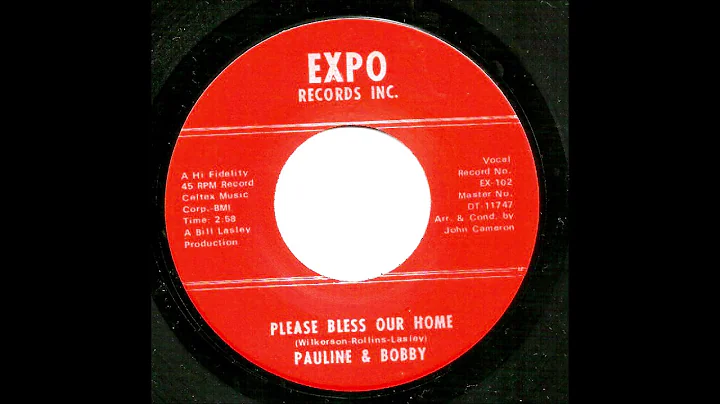 EXPO
RECORDS INC.
A Hi Fidelity
45 RPM Record
Celtex Music
Corp.-BMI
Time: 2:58
A Bill Lasley
Production
Vocal
Record No.
EX-102
Master No.
DT-11747
Arr. & Cond. by
John Cameron
PLEASE BLESS OUR HOME
(Wilkerson-Rollins-Lasley)
PAULINE & BOBBY